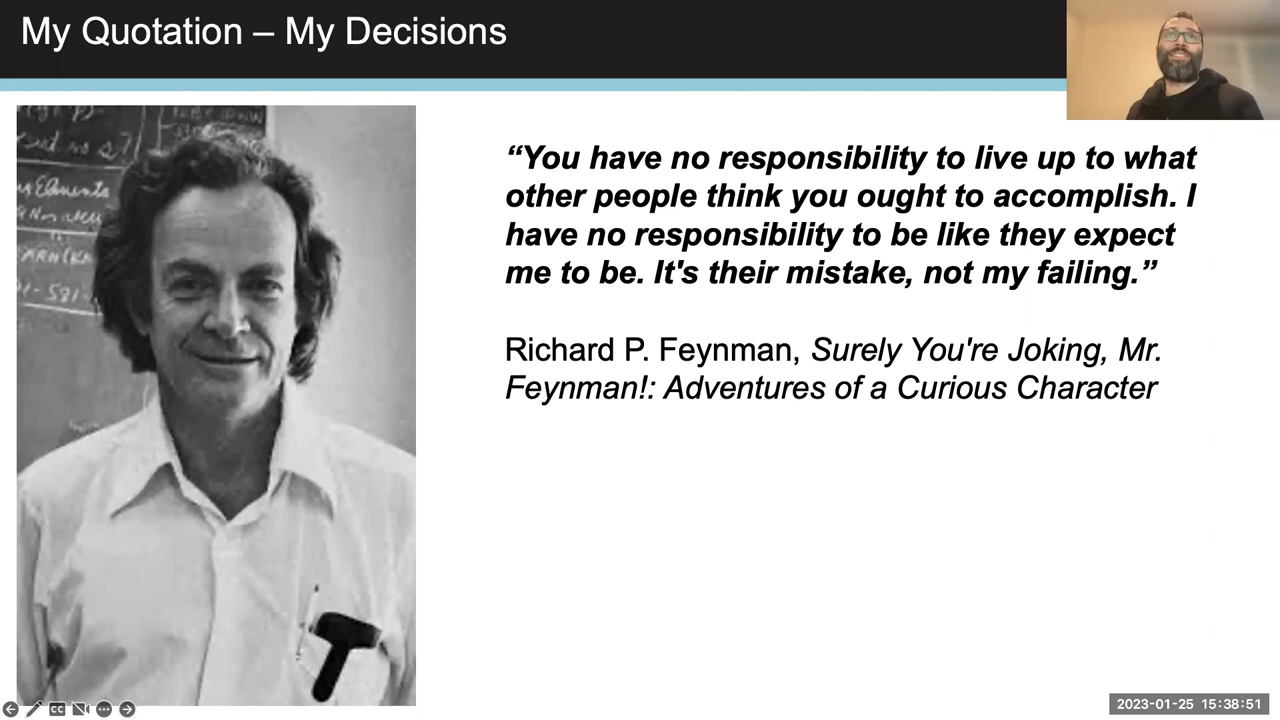 My Quotation – My Decisions
“You have no responsibility to live up to what
other people think you ought to accomplish. I
have no responsibility to be like they expect
me to be. It's their mistake, not my failing.”
Richard P. Feynman, Surely You're Joking, Mr.
Feynman!: Adventures of a Curious Character
CC
2023-01-25 15:38:51